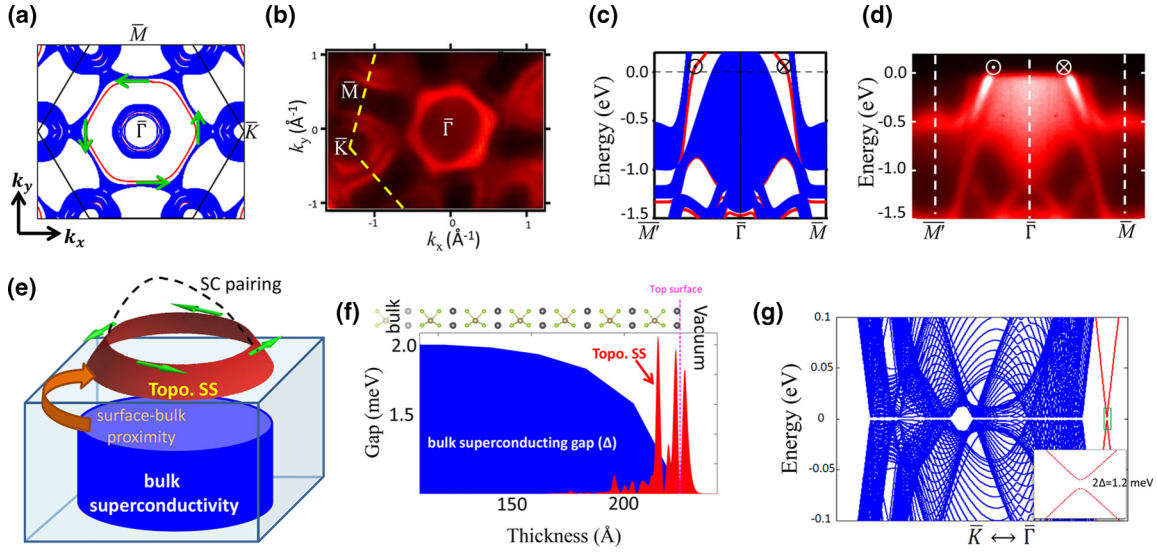 (a)
M̅
Γ̅
K̅
k_y
k_x
(b)
1
0
-1
k_y (Å⁻¹)
M̅
K̅
Γ̅
-1
0
1
k_x (Å⁻¹)
(c)
0.0
-0.5
-1.0
-1.5
Energy (eV)
M̅'
Γ̅
M̅
(d)
0.0
-0.5
-1.0
-1.5
Energy (eV)
M̅'
Γ̅
M̅
(e)
SC pairing
Topo. SS
surface-bulk
proximity
bulk
superconductivity
(f)
bulk
Top surface
Vacuum
2.0
1.5
Gap (meV)
Topo. SS
bulk superconducting gap (Δ)
150
200
Thickness (Å)
(g)
0.1
0.05
0
-0.05
-0.1
Energy (eV)
2Δ=1.2 meV
K̅ ↔ Γ̅